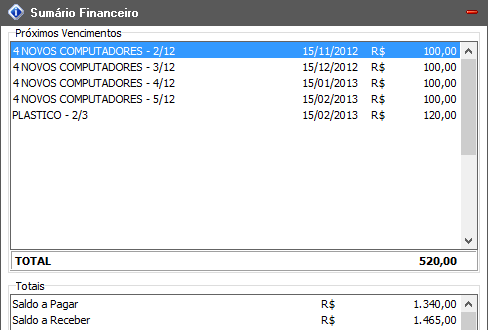 Sumário Financeiro
Próximos Vencimentos
4 NOVOS COMPUTADORES - 2/12 15/11/2012 R$ 100,00
4 NOVOS COMPUTADORES - 3/12 15/12/2012 R$ 100,00
4 NOVOS COMPUTADORES - 4/12 15/01/2013 R$ 100,00
4 NOVOS COMPUTADORES - 5/12 15/02/2013 R$ 100,00
PLASTICO - 2/3 15/02/2013 R$ 120,00
TOTAL 520,00
Totais
Saldo a Pagar R$ 1.340,00
Saldo a Receber R$ 1.465,00